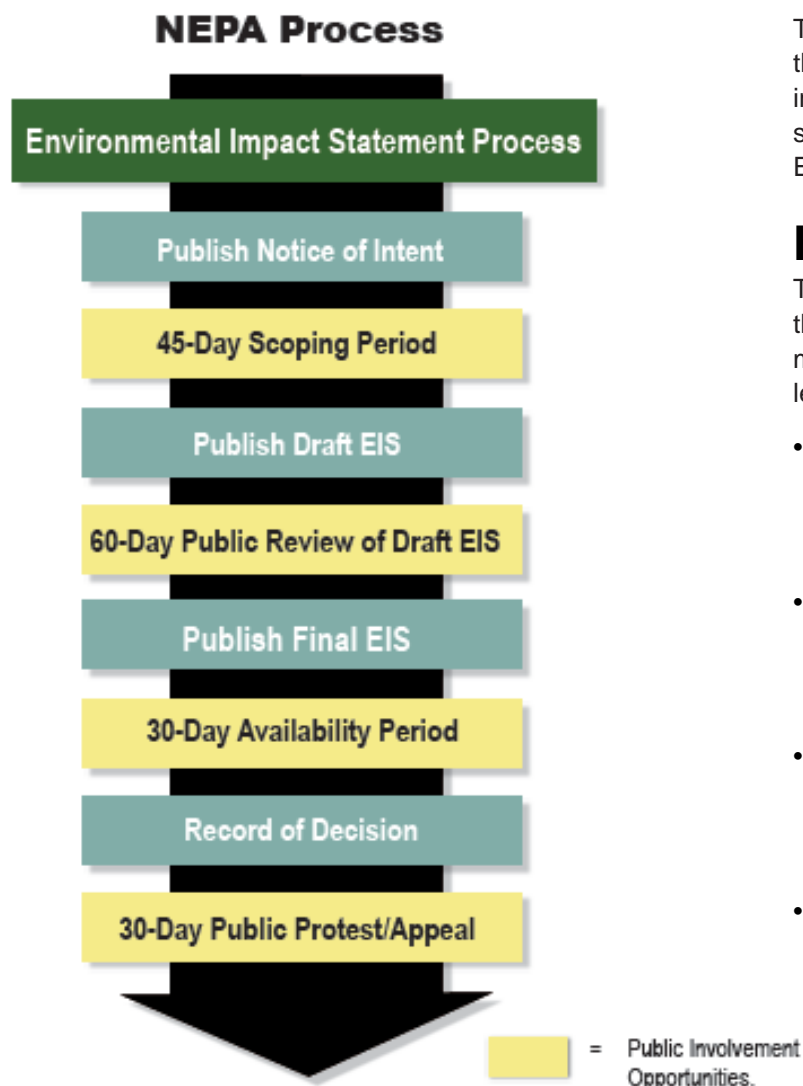 NEPA Process
Environmental Impact Statement Process
Publish Notice of Intent
45-Day Scoping Period
Publish Draft EIS
60-Day Public Review of Draft EIS
Publish Final EIS
30-Day Availability Period
Record of Decision
30-Day Public Protest/Appeal
= Public Involvement
Opportunities.